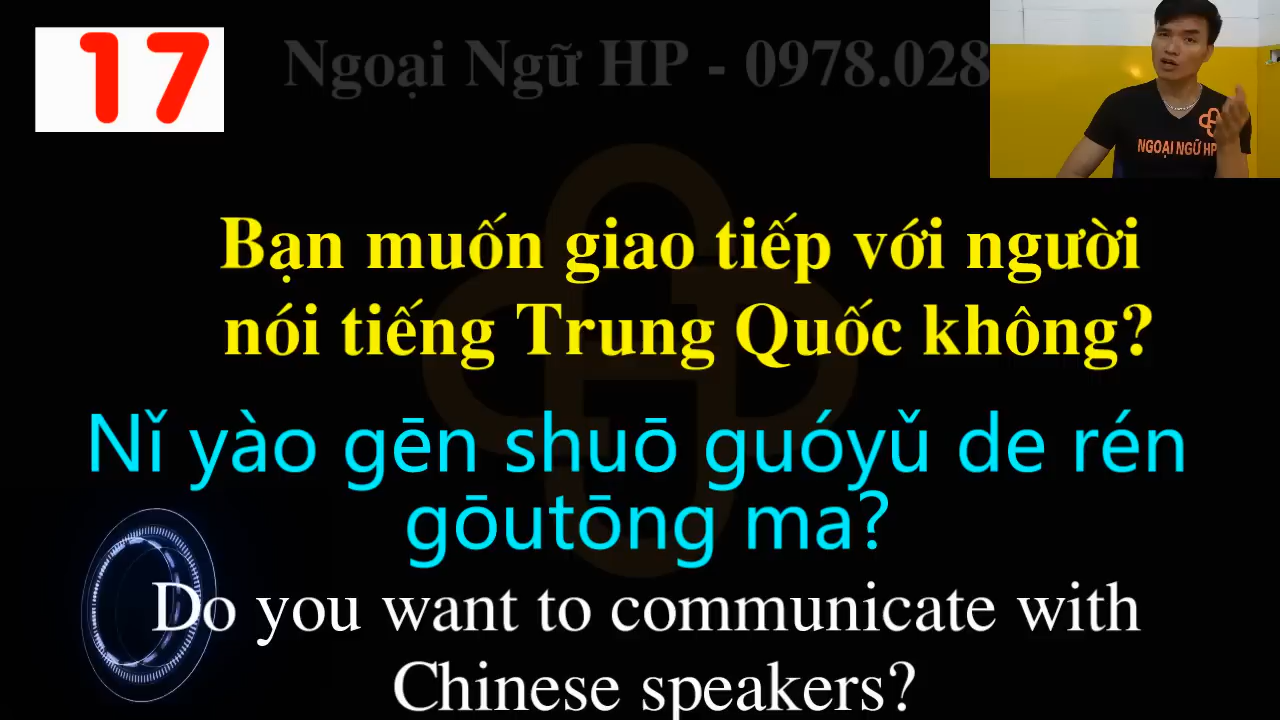 17
Ngoại Ngữ HP - 0978.028
NGOẠI NGỮ HP
Bạn muốn giao tiếp với người
nói tiếng Trung Quốc không?
Nǐ yào gēn shuō guóyǔ de rén
gōutōng ma?
Do you want to communicate with
Chinese speakers?